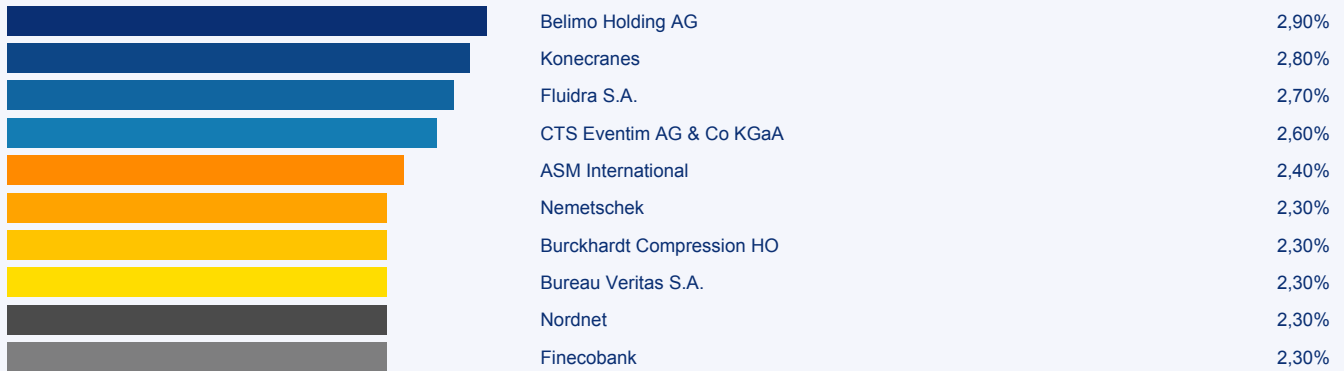 Belimo Holding AG 2,90%
Konecranes 2,80%
Fluidra S.A. 2,70%
CTS Eventim AG & Co KGaA 2,60%
ASM International 2,40%
Nemetschek 2,30%
Burckhardt Compression HO 2,30%
Bureau Veritas S.A. 2,30%
Nordnet 2,30%
Finecobank 2,30%